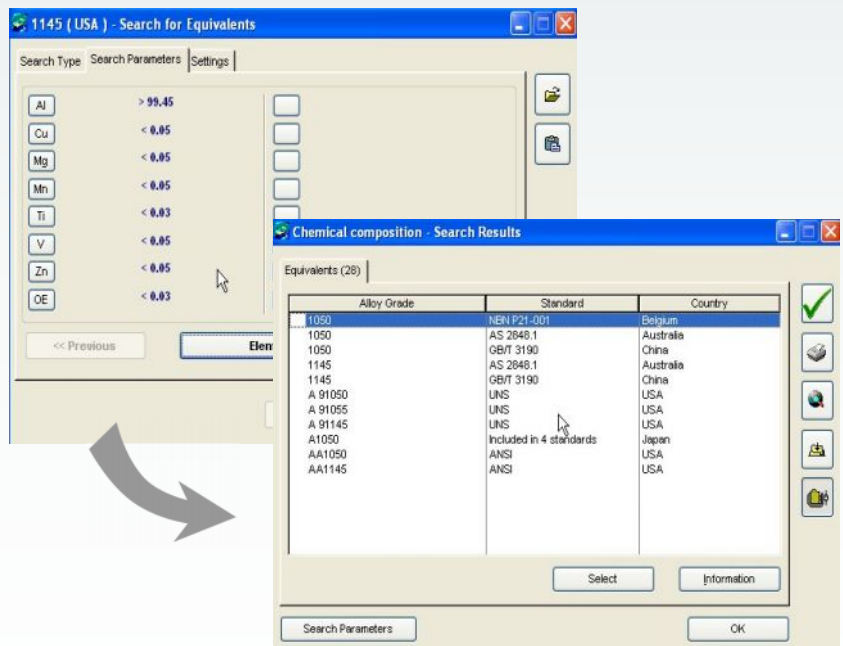 1145 ( USA ) - Search for Equivalents
Search Type Search Parameters Settings
Al > 99.45
Cu < 0.05
Mg < 0.05
Mn < 0.05
Ti < 0.03
V < 0.05
Zn < 0.05
OE < 0.03
<< Previous
Chemical composition - Search Results
Equivalents (28)
Alloy Grade Standard Country
1050 NBN P21-001 Belgium
1050 AS 2848.1 Australia
1050 GB/T 3190 China
1145 AS 2848.1 Australia
1145 GB/T 3190 China
A 91050 UNS USA
A 91055 UNS USA
A 91145 UNS USA
A1050 Included in 4 standards Japan
AA1050 ANSI USA
AA1145 ANSI USA
Select Information
Search Parameters OK